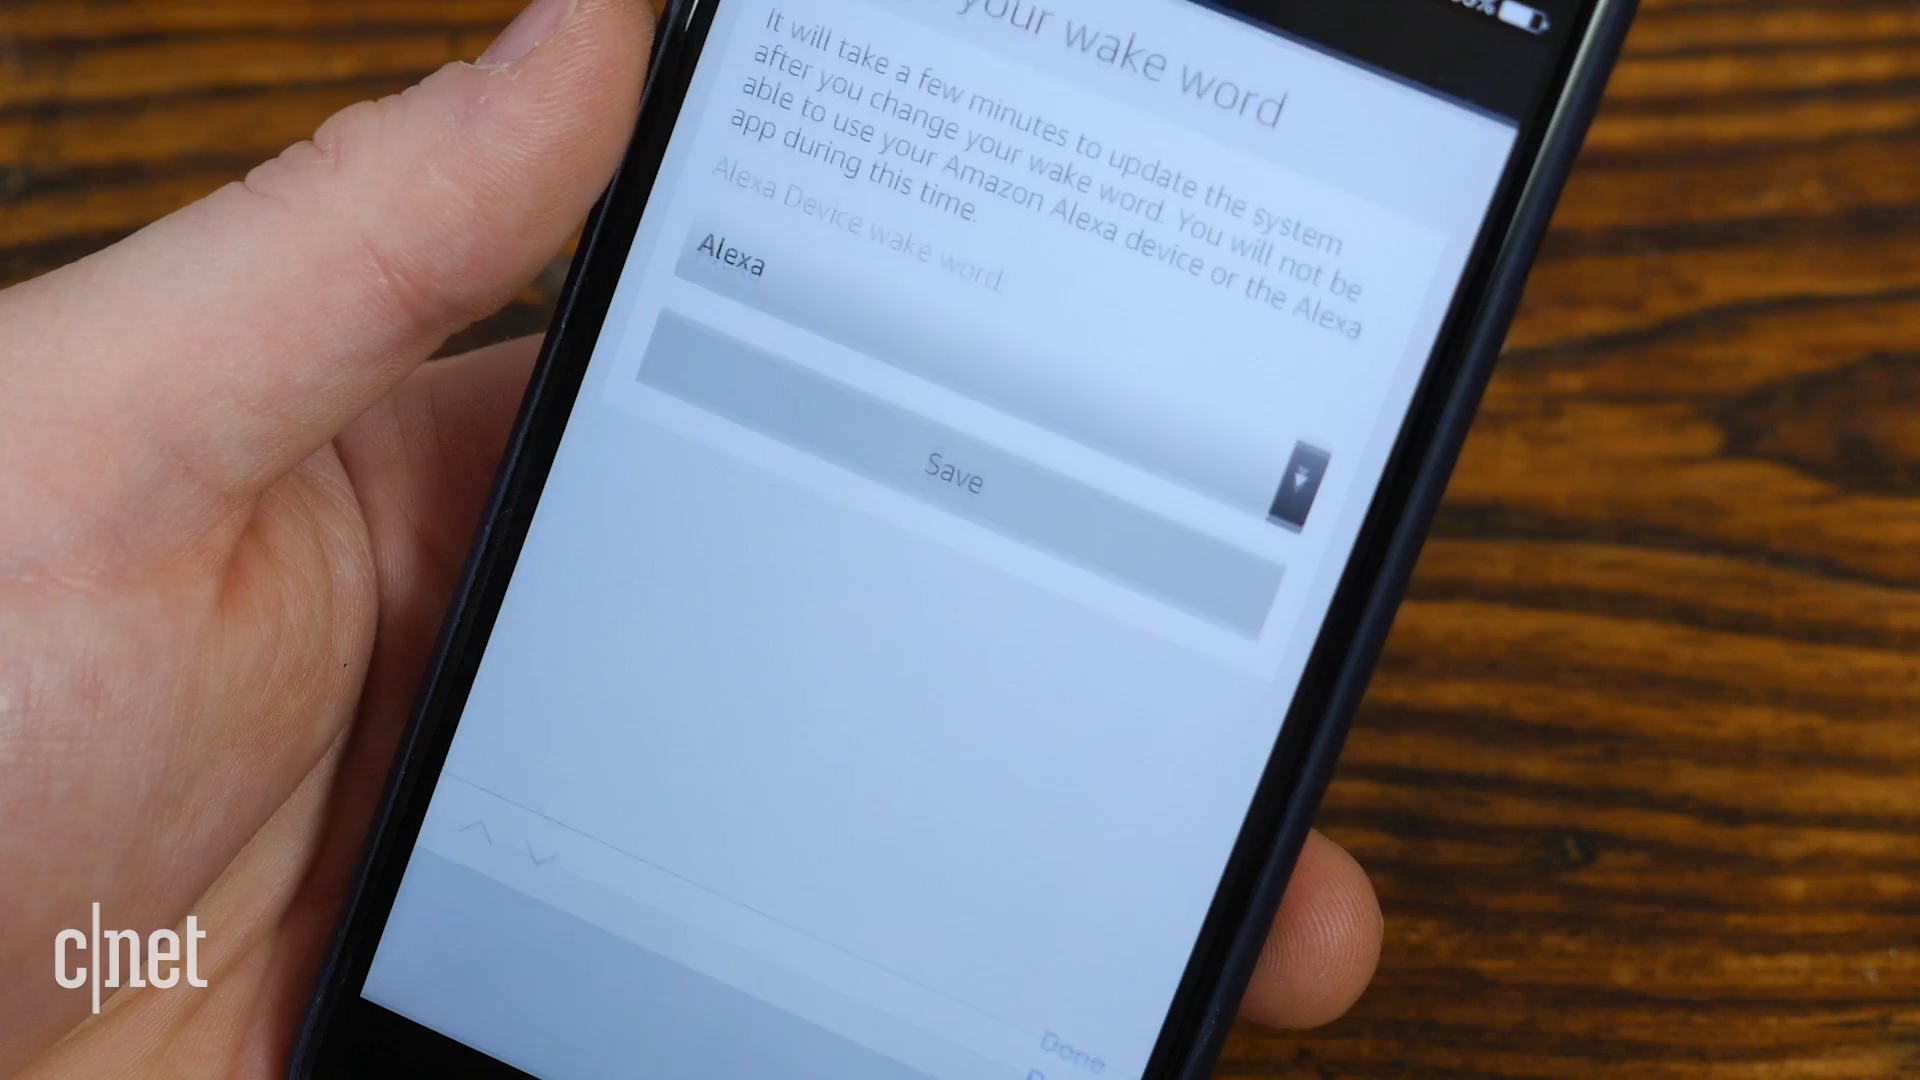 your wake word
It will take a few minutes to update the system
after you change your wake word. You will not be
able to use your Amazon Alexa device or the Alexa
app during this time.
Alexa Device wake word.
Alexa
Save
Done
c|net